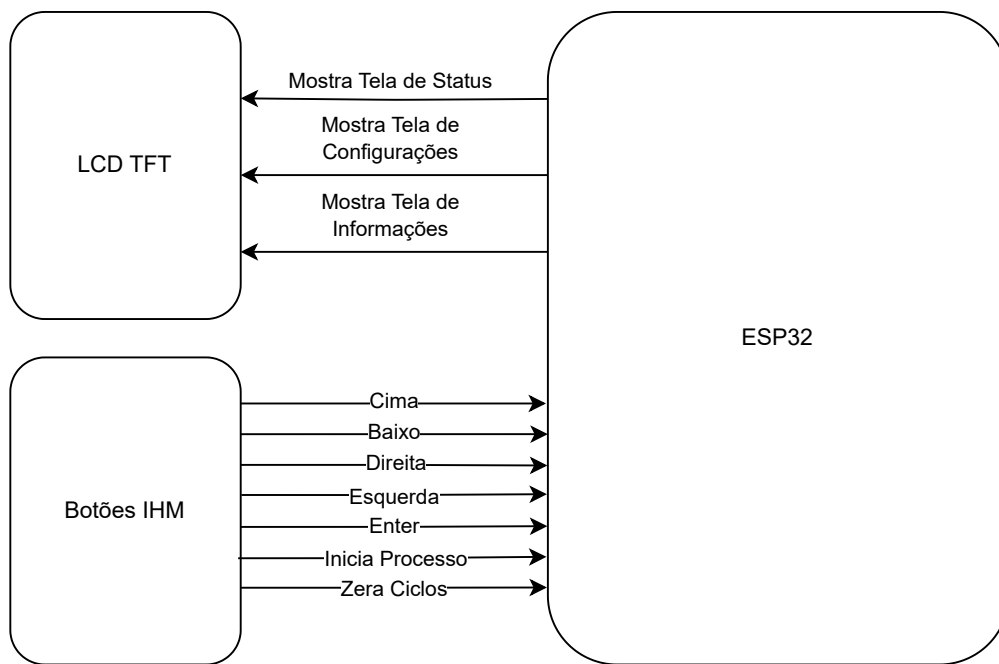 LCD TFT
Mostra Tela de Status
Mostra Tela de
Configurações
Mostra Tela de
Informações
ESP32
Botões IHM
Cima
Baixo
Direita
Esquerda
Enter
Inicia Processo
Zera Ciclos